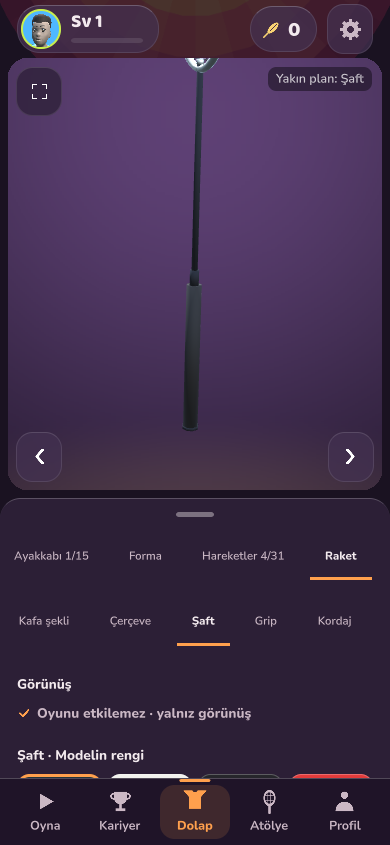 Sv 1
0
Yakın plan: Şaft
Ayakkabı 1/15 Forma Hareketler 4/31 Raket
Kafa şekli Çerçeve Şaft Grip Kordaj
Görünüş
Oyunu etkilemez · yalnız görünüş
Şaft · Modelin rengi
Oyna Kariyer Dolap Atölye Profil